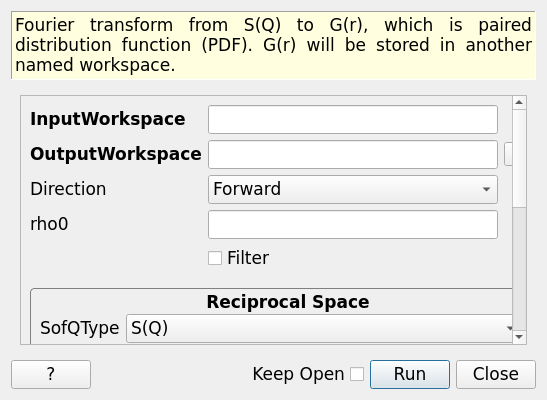 Fourier transform from S(Q) to G(r), which is paired
distribution function (PDF). G(r) will be stored in another
named workspace.
InputWorkspace
OutputWorkspace
Direction Forward
rho0
Filter
Reciprocal Space
SofQType S(Q)
? Keep Open Run Close